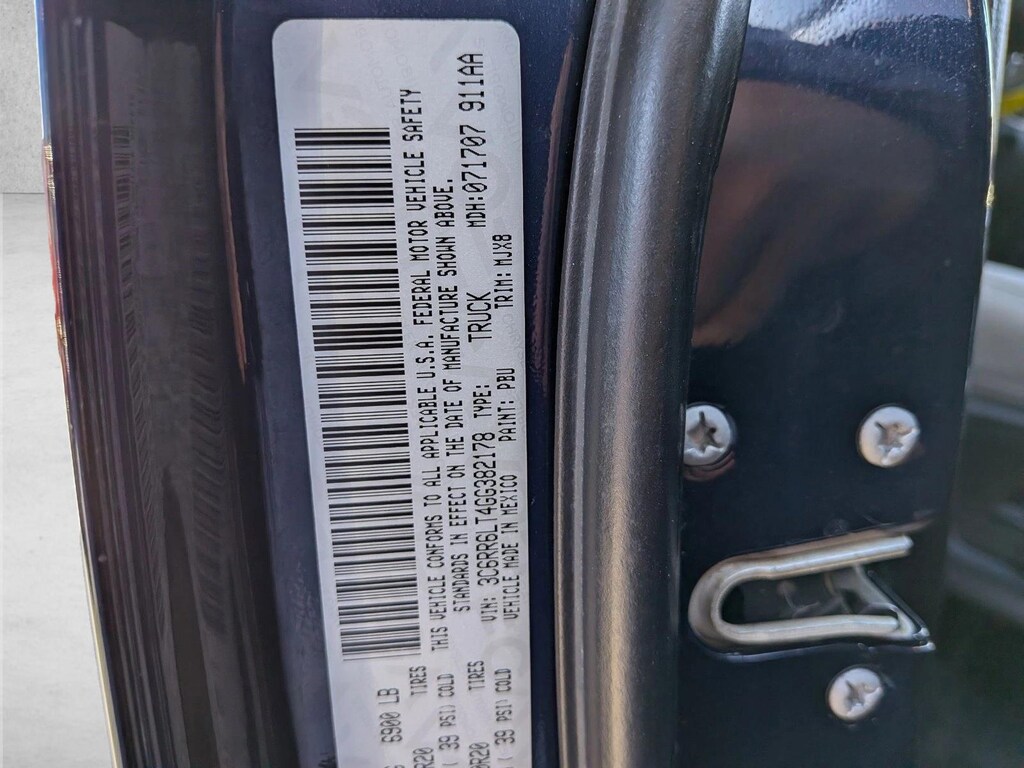 6900 LB
TIRES
( 39 PSI) COLD
THIS VEHICLE CONFORMS TO ALL APPLICABLE U.S.A. FEDERAL MOTOR VEHICLE SAFETY
STANDARDS IN EFFECT ON THE DATE OF MANUFACTURE SHOWN ABOVE.
VIN: 3C6RR6LT4GG382178 TYPE: TRUCK MDH:071707 911AA
VEHICLE MADE IN MEXICO PAINT: PBU TRIM: MJX8
R20 TIRES
( 39 PSI) COLD